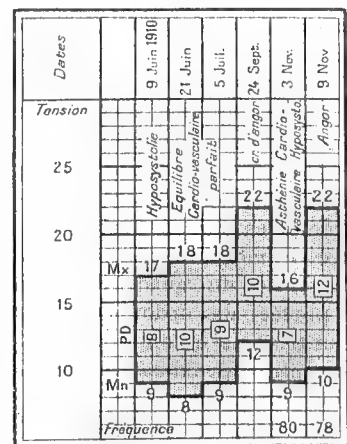 Dates
9 Juin 1910
21 Juin
5 Juil.
24 Sept.
3 Nov.
9 Nov
Tension
Hyposystolie
Equilibre
Cardio-vasculaire
parfait
cr. d'angor
Asthénie Cardio-
vasculaire Hyposysto.
Angor
25
20
15
10
Mx
PD
Mn
17
18
18
22
16
22
8
10
9
10
7
12
9
8
9
12
9
10
Fréquence
80
78